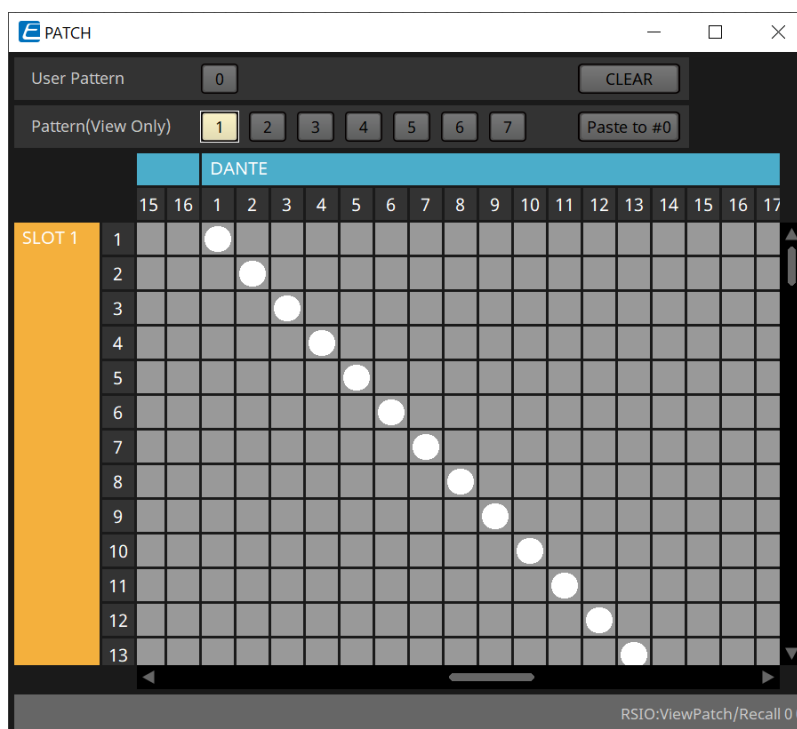 E PATCH
User Pattern 0 CLEAR
Pattern(View Only) 1 2 3 4 5 6 7 Paste to #0
DANTE
15 16 1 2 3 4 5 6 7 8 9 10 11 12 13 14 15 16 17
SLOT 1 1
2
3
4
5
6
7
8
9
10
11
12
13
RSIO:ViewPatch/Recall 0